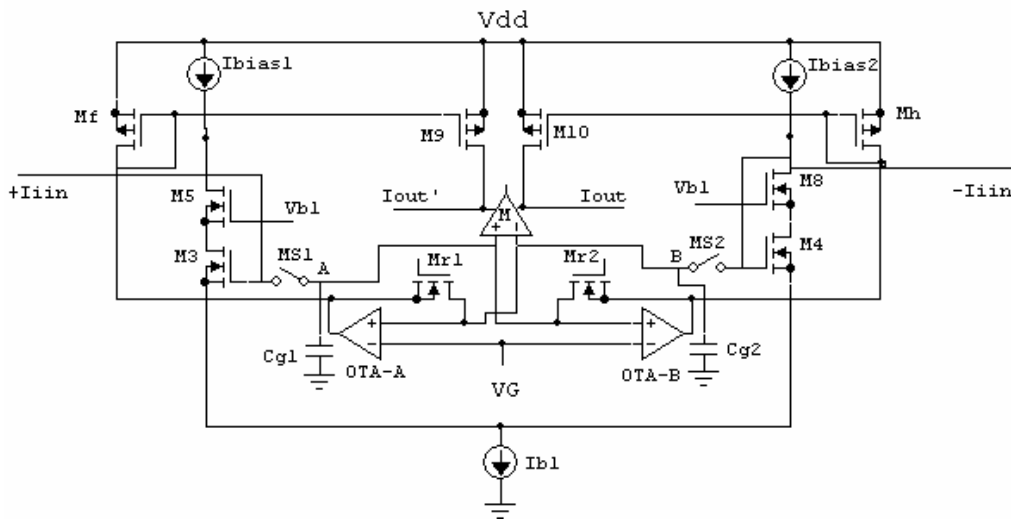 Vdd
Ibias1
Ibias2
Mf
M9
M10
Mh
+Iiin
M5
Vb1
Iout'
M
Iout
Vb1
M8
-Iiin
+
M3
MS1
A
Mr1
Mr2
B
MS2
M4
+
-
+
-
Cg1
OTA-A
VG
OTA-B
Cg2
Ib1